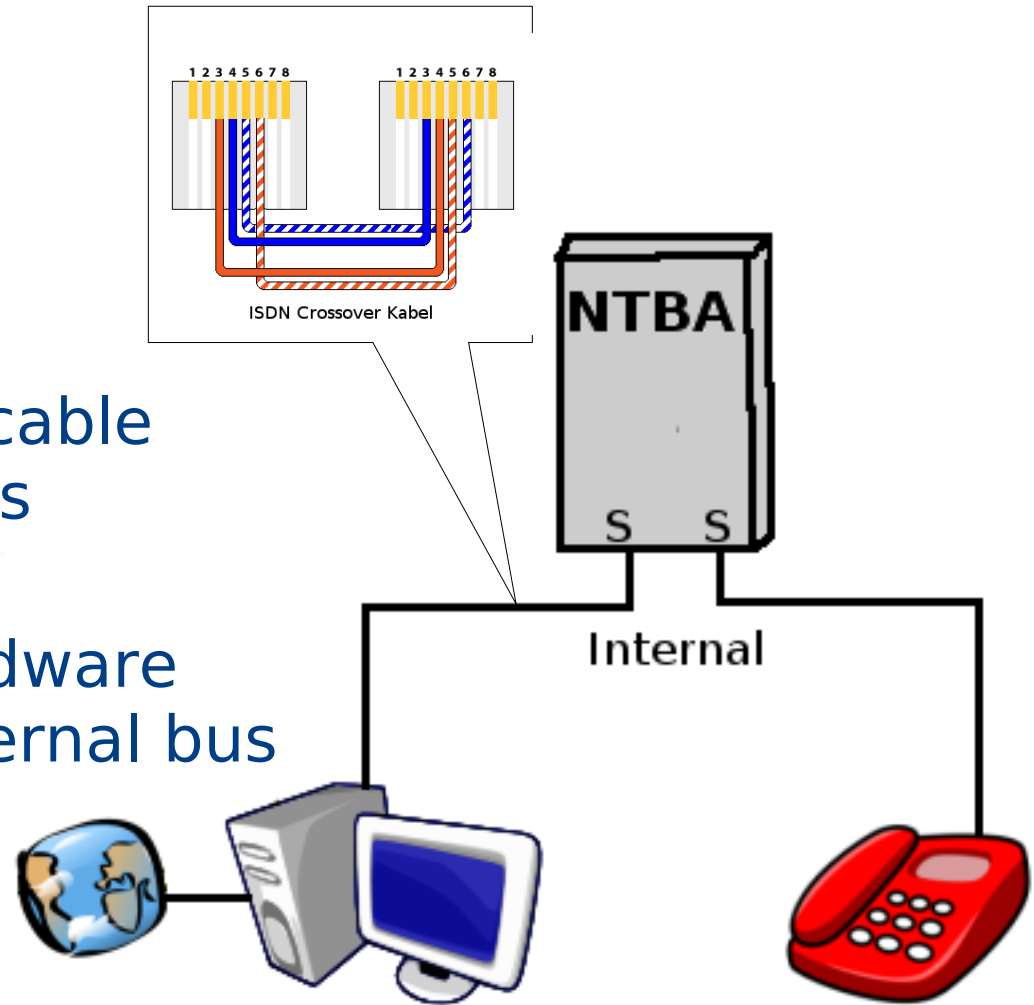 1 2 3 4 5 6 7 8
1 2 3 4 5 6 7 8
ISDN Crossover Kabel
NTBA
cable
s
S S
Internal
dware
ernal bus